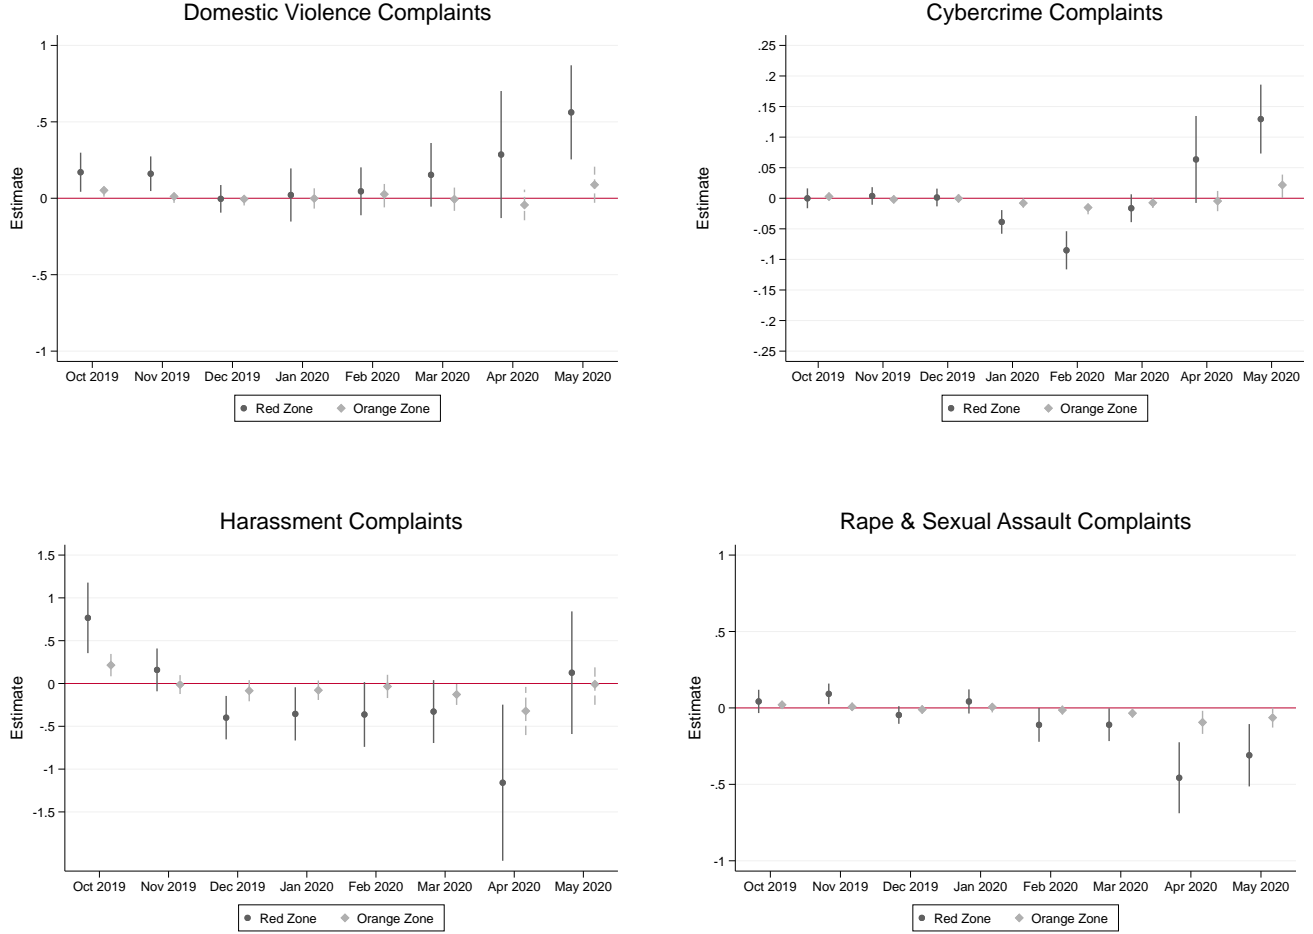 Domestic Violence Complaints
Estimate
1
.5
0
-.5
-1
Oct 2019 Nov 2019 Dec 2019 Jan 2020 Feb 2020 Mar 2020 Apr 2020 May 2020
Red Zone Orange Zone
Cybercrime Complaints
Estimate
.25
.2
.15
.1
.05
0
-.05
-.1
-.15
-.2
-.25
Oct 2019 Nov 2019 Dec 2019 Jan 2020 Feb 2020 Mar 2020 Apr 2020 May 2020
Red Zone Orange Zone
Harassment Complaints
Estimate
1.5
1
.5
0
-.5
-1
-1.5
Oct 2019 Nov 2019 Dec 2019 Jan 2020 Feb 2020 Mar 2020 Apr 2020 May 2020
Red Zone Orange Zone
Rape & Sexual Assault Complaints
Estimate
1
.5
0
-.5
-1
Oct 2019 Nov 2019 Dec 2019 Jan 2020 Feb 2020 Mar 2020 Apr 2020 May 2020
Red Zone Orange Zone